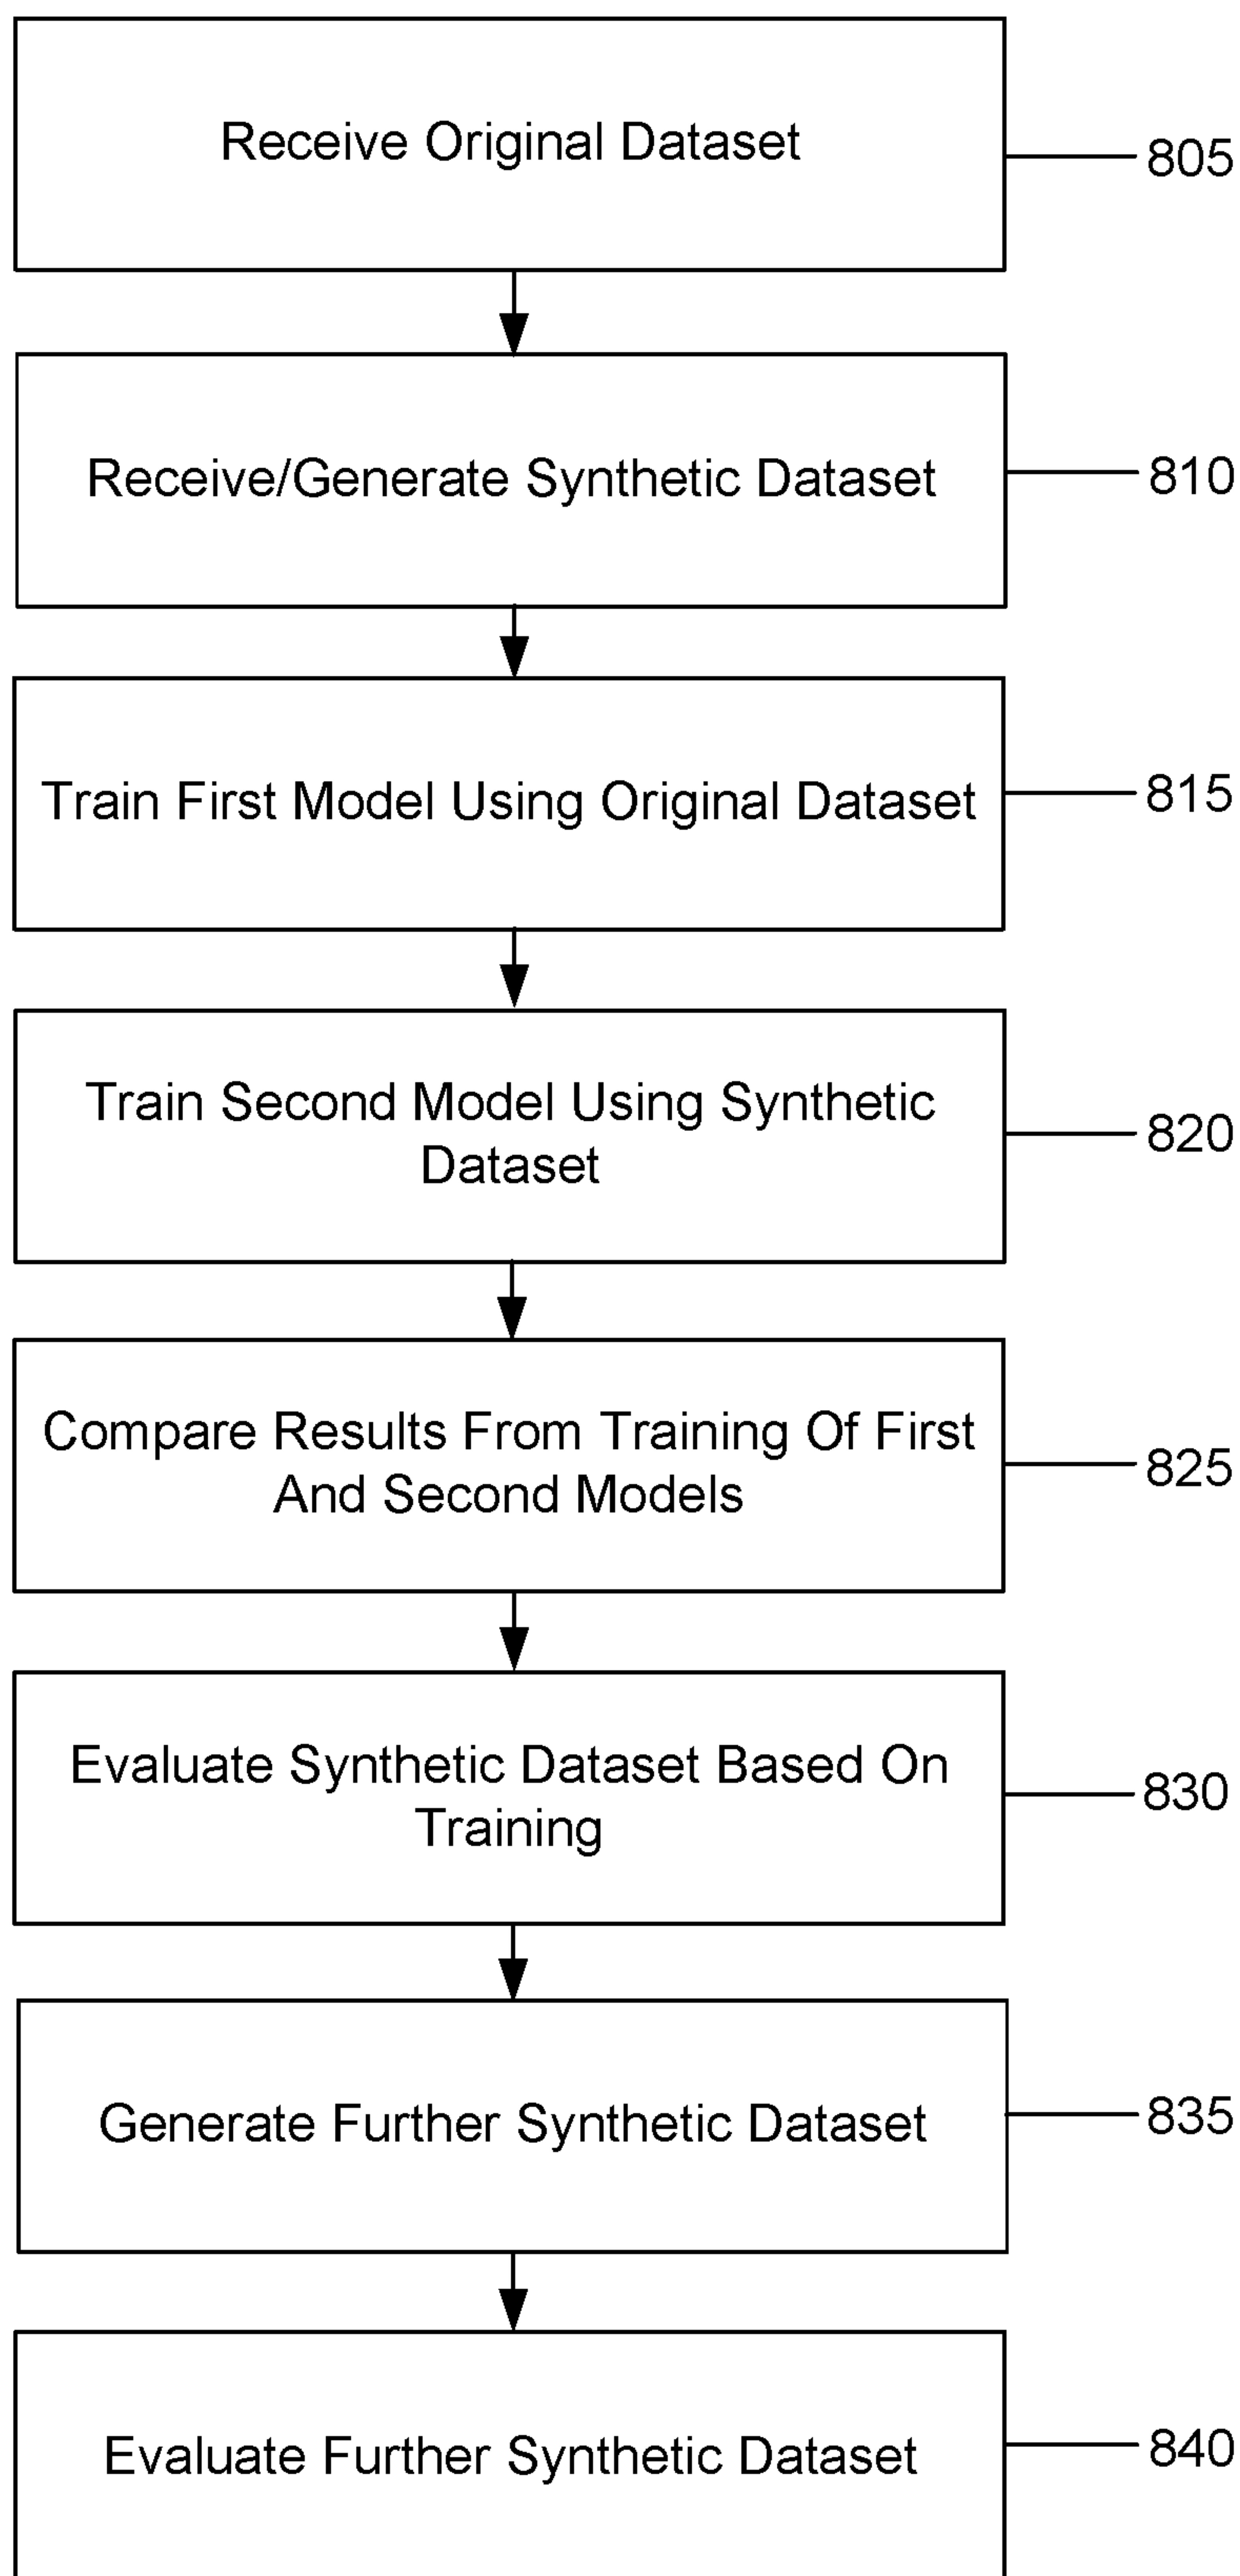 Receive Original Dataset
805
Receive/Generate Synthetic Dataset
810
Train First Model Using Original Dataset
815
Train Second Model Using Synthetic
Dataset
820
Compare Results From Training Of First
And Second Models
825
Evaluate Synthetic Dataset Based On
Training
830
Generate Further Synthetic Dataset
835
Evaluate Further Synthetic Dataset
840